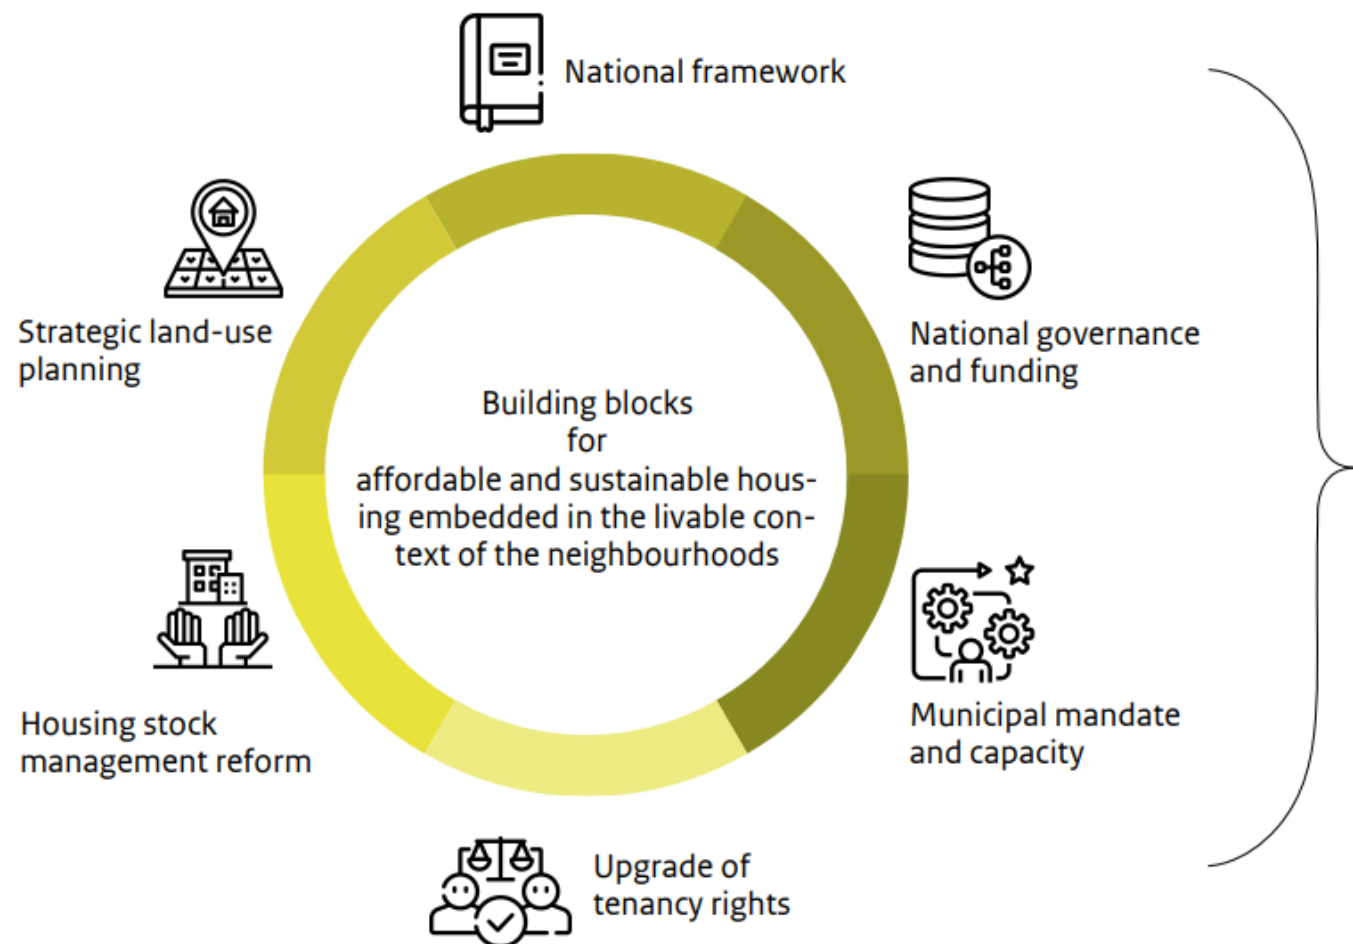 National framework
National governance
and funding
Municipal mandate
and capacity
Upgrade of
tenancy rights
Housing stock
management reform
Strategic land-use
planning
Building blocks
for
affordable and sustainable hous-
ing embedded in the livable con-
text of the neighbourhoods